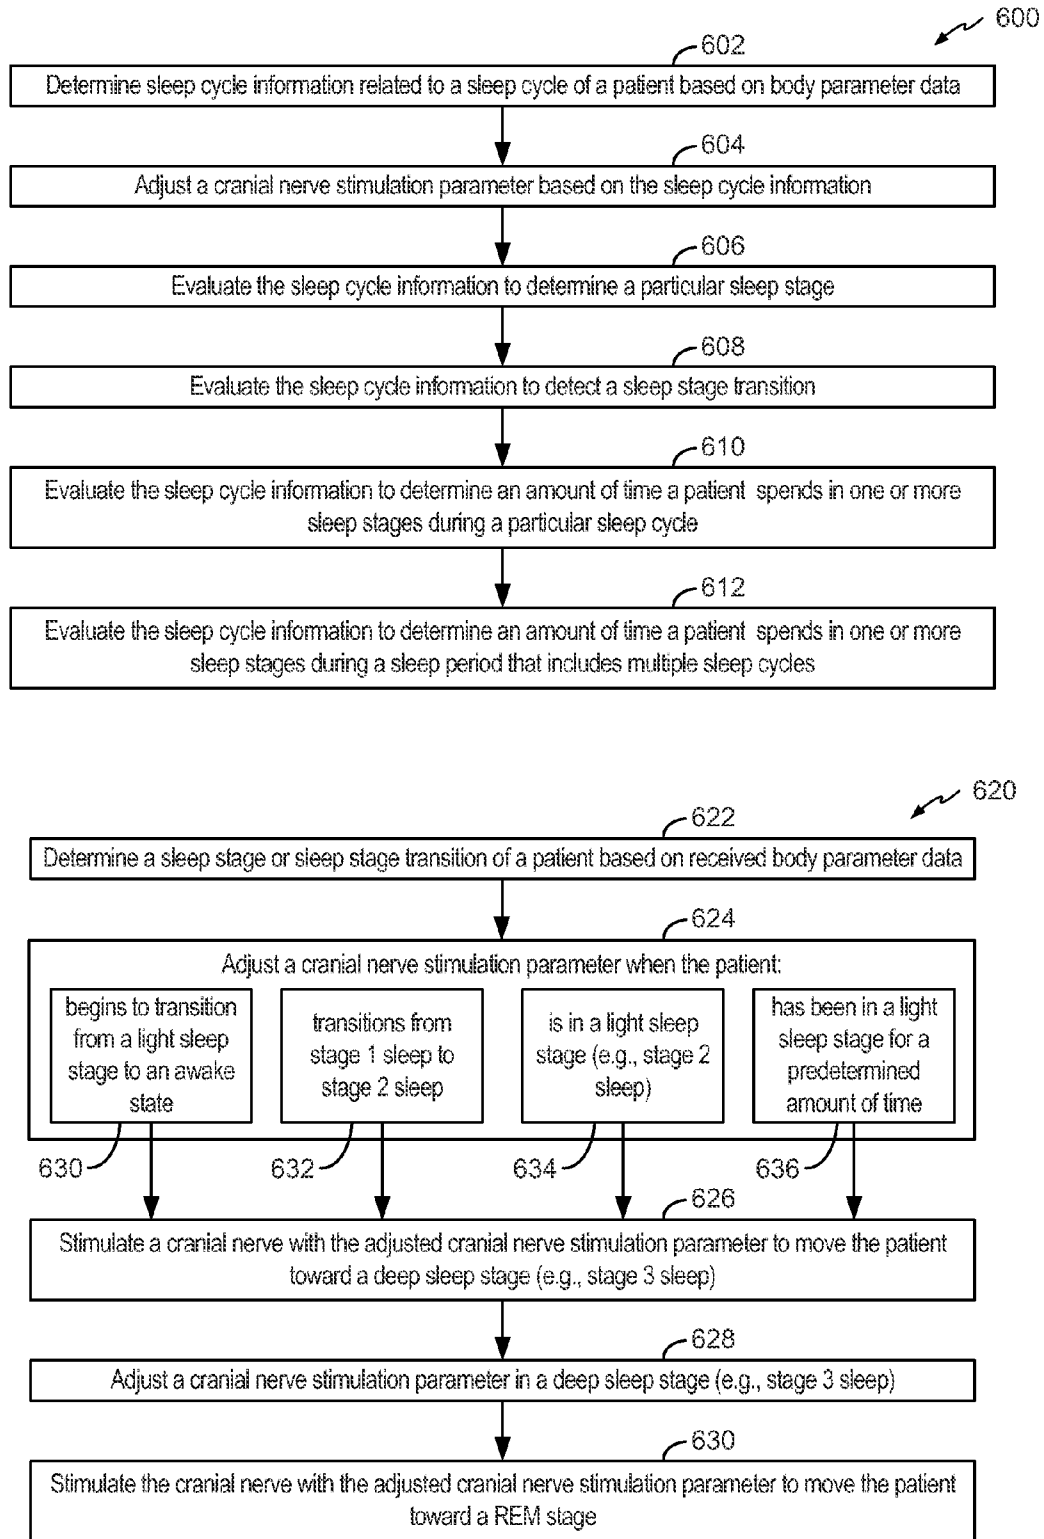 600
602
Determine sleep cycle information related to a sleep cycle of a patient based on body parameter data
604
Adjust a cranial nerve stimulation parameter based on the sleep cycle information
606
Evaluate the sleep cycle information to determine a particular sleep stage
608
Evaluate the sleep cycle information to detect a sleep stage transition
610
Evaluate the sleep cycle information to determine an amount of time a patient spends in one or more
sleep stages during a particular sleep cycle
612
Evaluate the sleep cycle information to determine an amount of time a patient spends in one or more
sleep stages during a sleep period that includes multiple sleep cycles
620
622
Determine a sleep stage or sleep stage transition of a patient based on received body parameter data
624
Adjust a cranial nerve stimulation parameter when the patient:
begins to transition
from a light sleep
stage to an awake
state
transitions from
stage 1 sleep to
stage 2 sleep
is in a light sleep
stage (e.g., stage 2
sleep)
has been in a light
sleep stage for a
predetermined
amount of time
630
632
634
636
626
Stimulate a cranial nerve with the adjusted cranial nerve stimulation parameter to move the patient
toward a deep sleep stage (e.g., stage 3 sleep)
628
Adjust a cranial nerve stimulation parameter in a deep sleep stage (e.g., stage 3 sleep)
630
Stimulate the cranial nerve with the adjusted cranial nerve stimulation parameter to move the patient
toward a REM stage